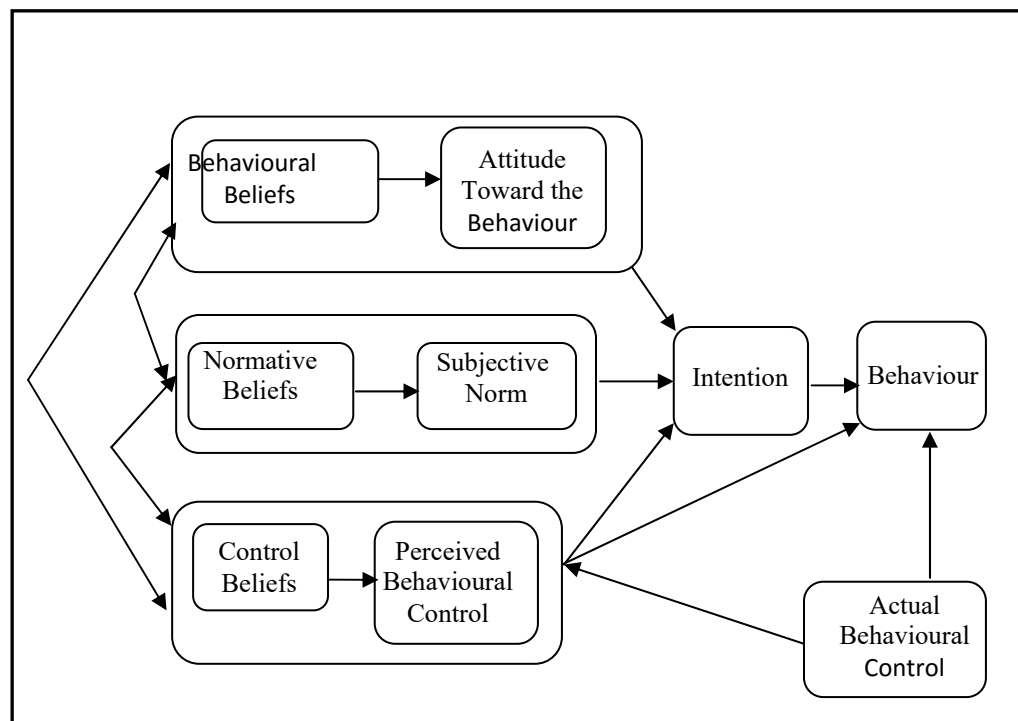 Behavioural
Beliefs
Attitude
Toward the
Behaviour
Normative
Beliefs
Subjective
Norm
Intention
Behaviour
Control
Beliefs
Perceived
Behavioural
Control
Actual
Behavioural
Control